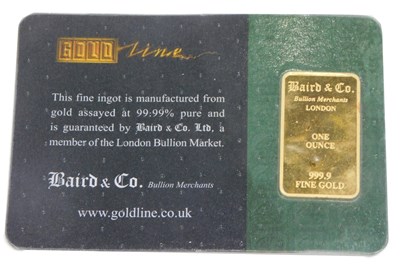 GOLD line
This fine ingot is manufactured from
gold assayed at 99.99% pure and
is guaranteed by Baird & Co. Ltd, a
member of the London Bullion Market.
Baird & Co. Bullion Merchants
www.goldline.co.uk
Baird & Co.
Bullion Merchants
LONDON
ONE
OUNCE
999.9
FINE GOLD